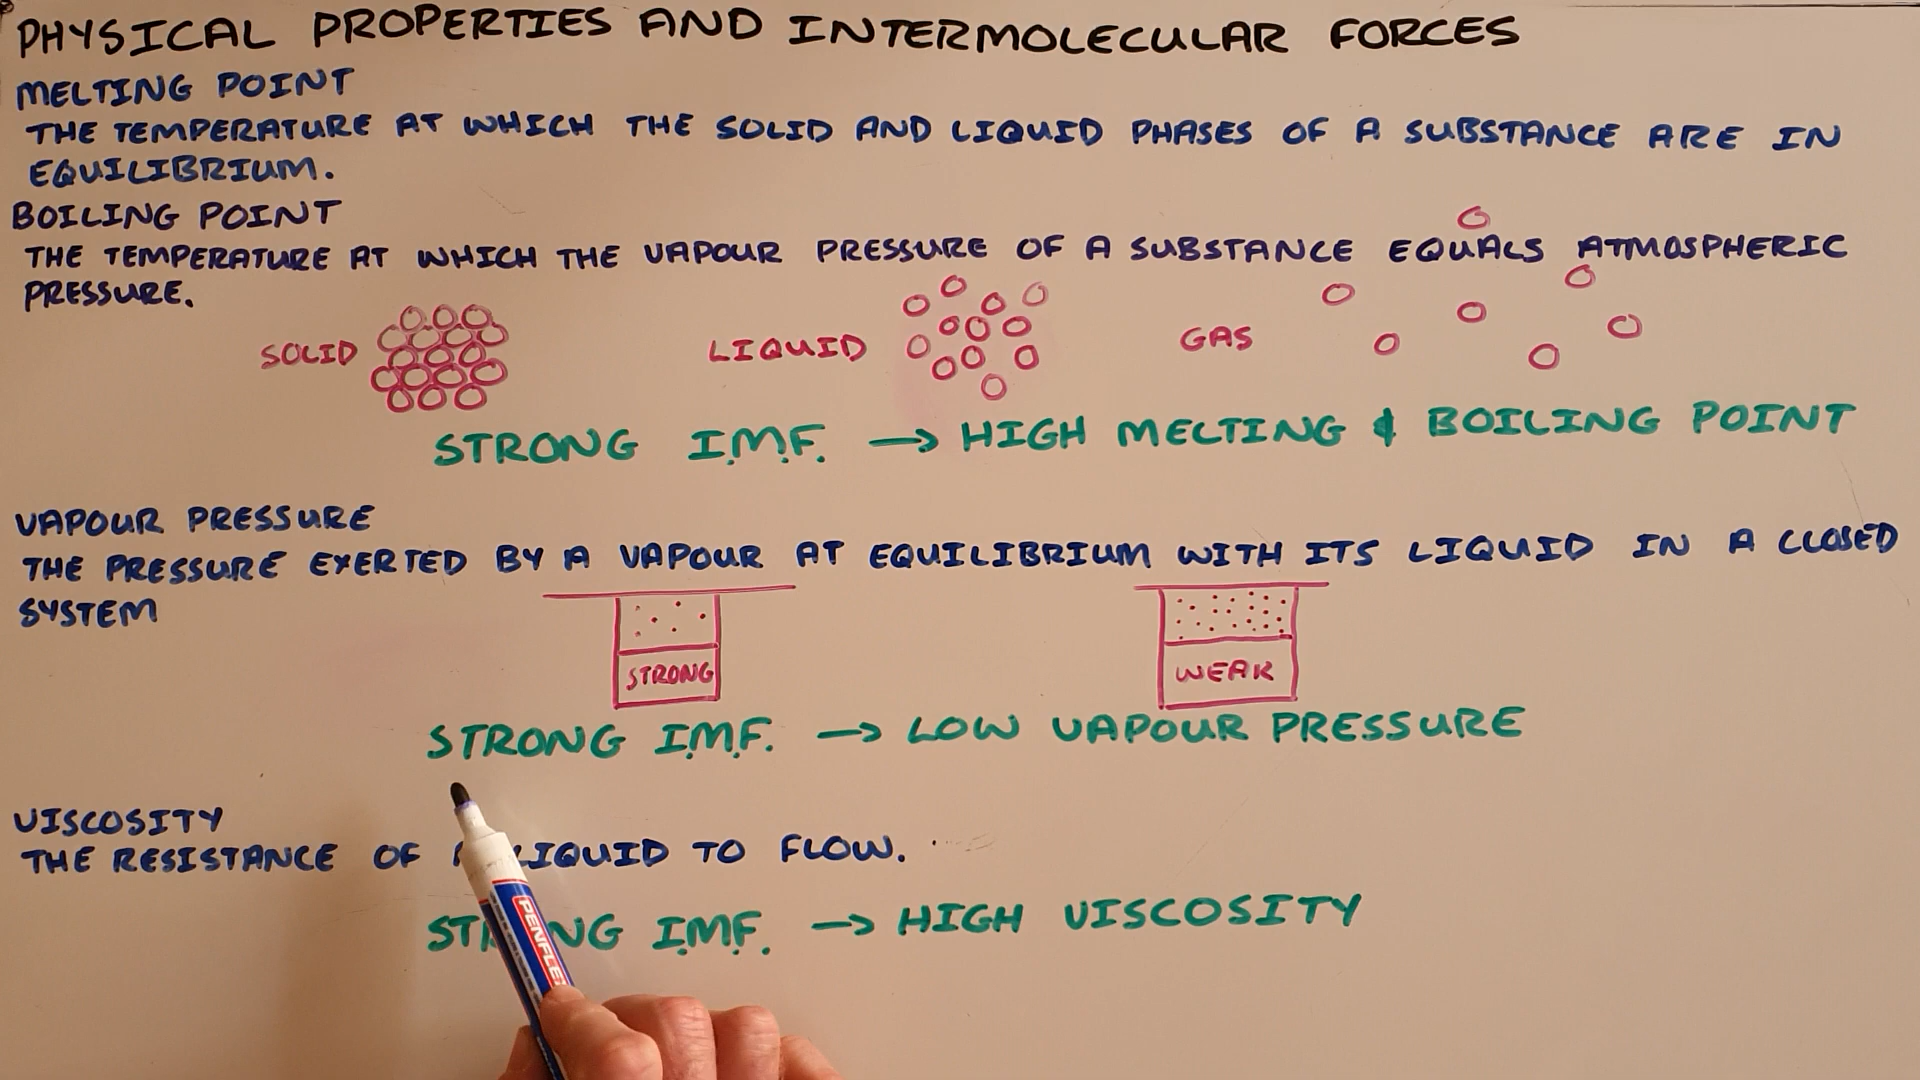 PHYSICAL PROPERTIES AND INTERMOLECULAR FORCES
MELTING POINT
THE TEMPERATURE AT WHICH THE SOLID AND LIQUID PHASES OF A SUBSTANCE ARE IN
EQUILIBRIUM.
BOILING POINT
THE TEMPERATURE AT WHICH THE VAPOUR PRESSURE OF A SUBSTANCE EQUALS ATMOSPHERIC
PRESSURE.
SOLID LIQUID GAS
STRONG I.M.F. → HIGH MELTING & BOILING POINT
VAPOUR PRESSURE
THE PRESSURE EXERTED BY A VAPOUR AT EQUILIBRIUM WITH ITS LIQUID IN A CLOSED
SYSTEM
STRONG WEAK
STRONG I.M.F. → LOW VAPOUR PRESSURE
VISCOSITY
THE RESISTANCE OF LIQUID TO FLOW.
STRONG I.M.F. → HIGH VISCOSITY
PENFLEX